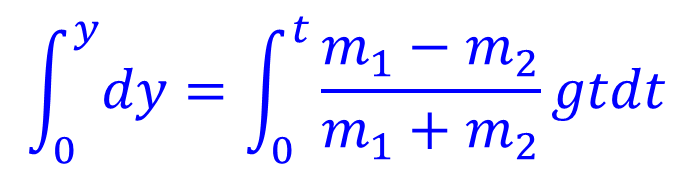 ∫₀ʸ dy = ∫₀ᵗ (m₁ − m₂)/(m₁ + m₂) gtdt